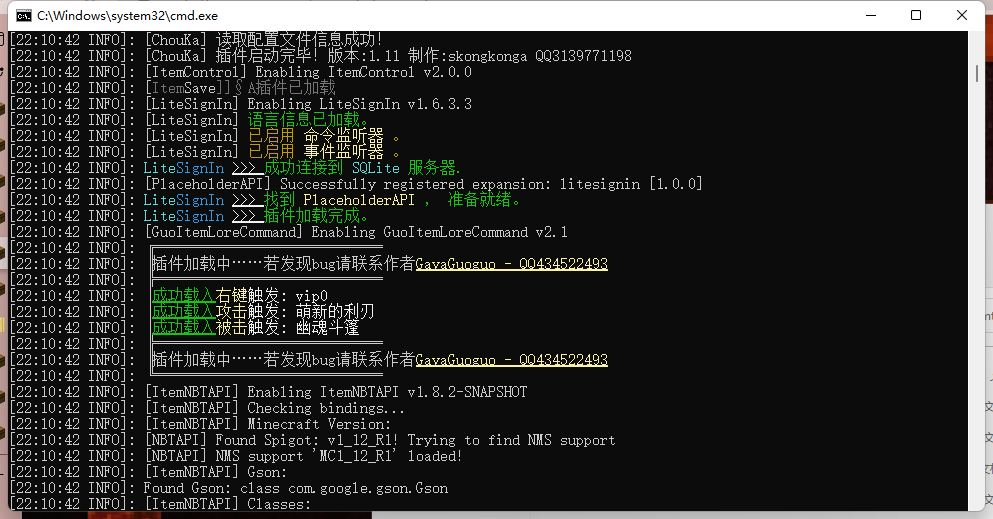 C:\Windows\system32\cmd.exe
[22:10:42 INFO]: [ChouKa] 读取配置文件信息成功!
[22:10:42 INFO]: [ChouKa] 插件启动完毕! 版本:1.11 制作:skongkonga QQ3139771198
[22:10:42 INFO]: [ItemControl] Enabling ItemControl v2.0.0
[22:10:42 INFO]: [ItemSave]]§A插件已加载
[22:10:42 INFO]: [LiteSignIn] Enabling LiteSignIn v1.6.3.3
[22:10:42 INFO]: [LiteSignIn] 语言信息已加载。
[22:10:42 INFO]: [LiteSignIn] 已启用 命令监听器 。
[22:10:42 INFO]: [LiteSignIn] 已启用 事件监听器 。
[22:10:42 INFO]: LiteSignIn >>> 成功连接到 SQLite 服务器.
[22:10:42 INFO]: [PlaceholderAPI] Successfully registered expansion: litesignin [1.0.0]
[22:10:42 INFO]: LiteSignIn >>> 找到 PlaceholderAPI ， 准备就绪。
[22:10:42 INFO]: LiteSignIn >>> 插件加载完成。
[22:10:42 INFO]: [GuoItemLoreCommand] Enabling GuoItemLoreCommand v2.1
[22:10:42 INFO]:
[22:10:42 INFO]: 插件加载中……若发现bug请联系作者GayaGuoguo - QQ434522493
[22:10:42 INFO]:
[22:10:42 INFO]: 成功载入右键触发: vip0
[22:10:42 INFO]: 成功载入攻击触发: 萌新的利刃
[22:10:42 INFO]: 成功载入被击触发: 幽魂斗篷
[22:10:42 INFO]:
[22:10:42 INFO]: 插件加载中……若发现bug请联系作者GayaGuoguo - QQ434522493
[22:10:42 INFO]:
[22:10:42 INFO]: [ItemNBTAPI] Enabling ItemNBTAPI v1.8.2-SNAPSHOT
[22:10:42 INFO]: [ItemNBTAPI] Checking bindings...
[22:10:42 INFO]: [ItemNBTAPI] Minecraft Version:
[22:10:42 INFO]: [NBTAPI] Found Spigot: v1_12_R1! Trying to find NMS support
[22:10:42 INFO]: [NBTAPI] NMS support 'MC1_12_R1' loaded!
[22:10:42 INFO]: [ItemNBTAPI] Gson:
[22:10:42 INFO]: Found Gson: class com.google.gson.Gson
[22:10:42 INFO]: [ItemNBTAPI] Classes: